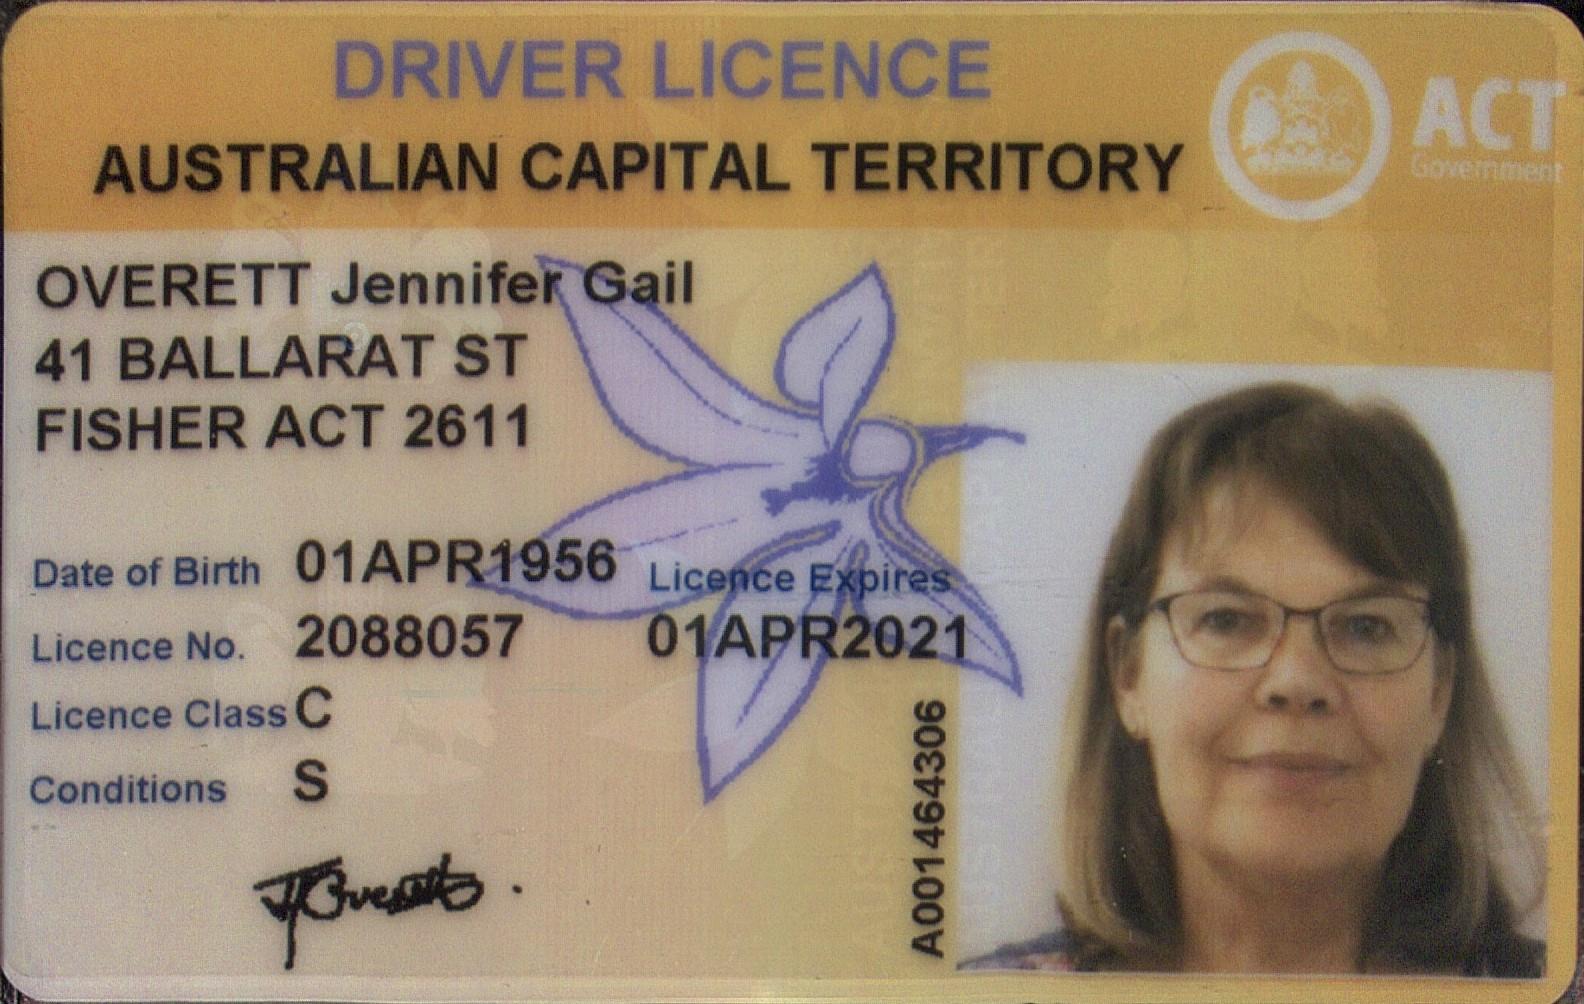 DRIVER LICENCE
AUSTRALIAN CAPITAL TERRITORY
ACT
Government
OVERETT Jennifer Gail
41 BALLARAT ST
FISHER ACT 2611
Date of Birth 01APR1956
Licence Expires
Licence No. 2088057
01APR2021
Licence Class C
Conditions S
JOverett
A001464306